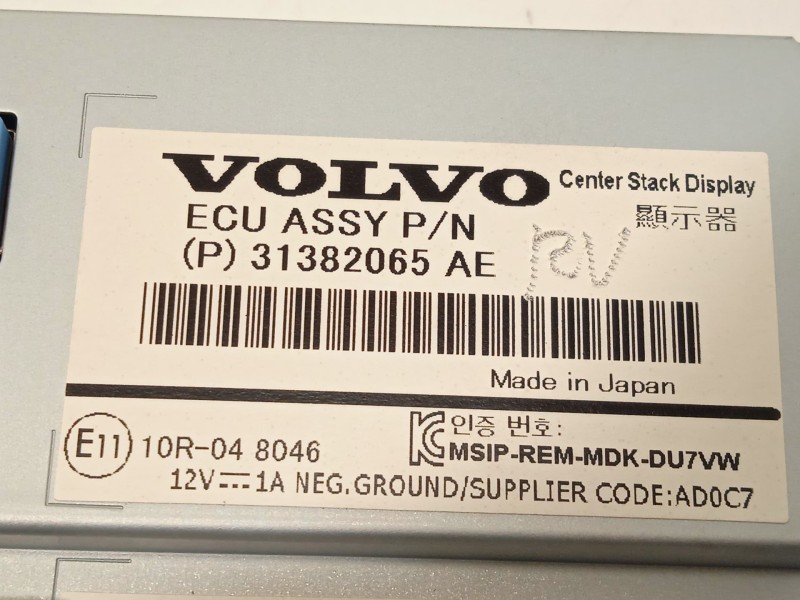 VOLVO Center Stack Display
ECU ASSY P/N 顯示器
(P) 31382065 AE
Made in Japan
E11 10R-04 8046
KC 인증 번호:
MSIP-REM-MDK-DU7VW
12V⎓1A NEG.GROUND/SUPPLIER CODE:AD0C7